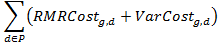 ∑_{d∈P} (RMRCost_{g,d} + VarCost_{g,d})